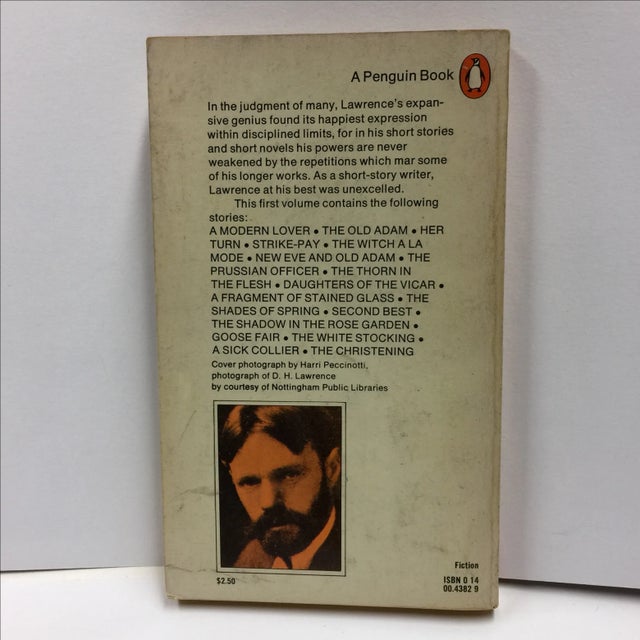 A Penguin Book
In the judgment of many, Lawrence's expan-
sive genius found its happiest expression
within disciplined limits, for in his short stories
and short novels his powers are never
weakened by the repetitions which mar some
of his longer works. As a short-story writer,
Lawrence at his best was unexcelled.
This first volume contains the following
stories:
A MODERN LOVER • THE OLD ADAM • HER
TURN • STRIKE-PAY • THE WITCH A LA
MODE • NEW EVE AND OLD ADAM • THE
PRUSSIAN OFFICER • THE THORN IN
THE FLESH • DAUGHTERS OF THE VICAR •
A FRAGMENT OF STAINED GLASS • THE
SHADES OF SPRING • SECOND BEST •
THE SHADOW IN THE ROSE GARDEN •
GOOSE FAIR • THE WHITE STOCKING •
A SICK COLLIER • THE CHRISTENING
Cover photograph by Harri Peccinotti,
photograph of D. H. Lawrence
by courtesy of Nottingham Public Libraries
$2.50
Fiction
ISBN 0 14
00.4382 9